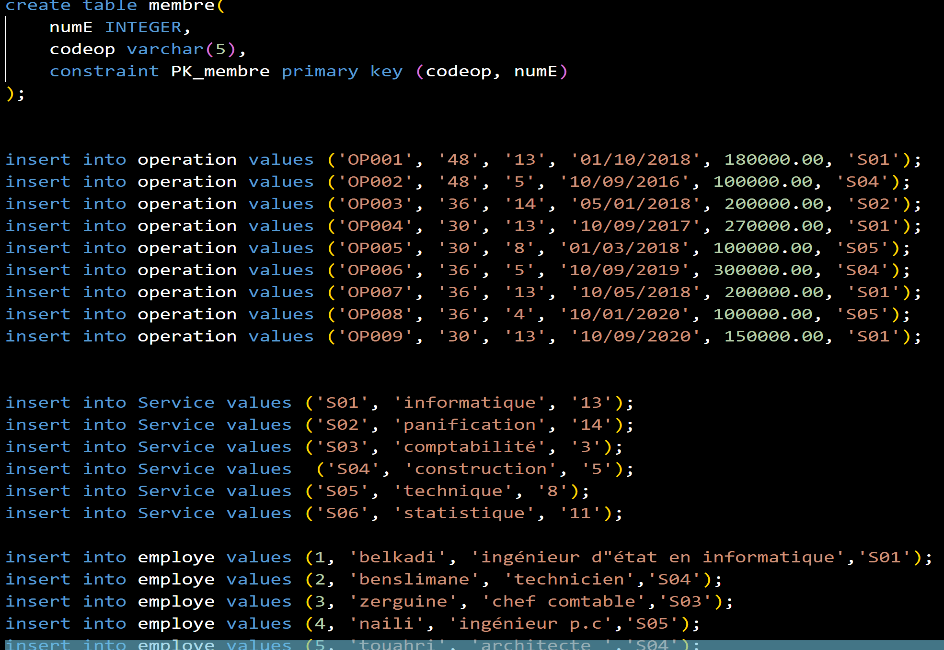 create table membre(
numE INTEGER,
codeop varchar(5),
constraint PK_membre primary key (codeop, numE)
);
insert into operation values ('OP001', '48', '13', '01/10/2018', 180000.00, 'S01');
insert into operation values ('OP002', '48', '5', '10/09/2016', 100000.00, 'S04');
insert into operation values ('OP003', '36', '14', '05/01/2018', 200000.00, 'S02');
insert into operation values ('OP004', '30', '13', '10/09/2017', 270000.00, 'S01');
insert into operation values ('OP005', '30', '8', '01/03/2018', 100000.00, 'S05');
insert into operation values ('OP006', '36', '5', '10/09/2019', 300000.00, 'S04');
insert into operation values ('OP007', '36', '13', '10/05/2018', 200000.00, 'S01');
insert into operation values ('OP008', '36', '4', '10/01/2020', 100000.00, 'S05');
insert into operation values ('OP009', '30', '13', '10/09/2020', 150000.00, 'S01');
insert into Service values ('S01', 'informatique', '13');
insert into Service values ('S02', 'panification', '14');
insert into Service values ('S03', 'comptabilité', '3');
insert into Service values ('S04', 'construction', '5');
insert into Service values ('S05', 'technique', '8');
insert into Service values ('S06', 'statistique', '11');
insert into employe values (1, 'belkadi', 'ingénieur d"état en informatique','S01');
insert into employe values (2, 'benslimane', 'technicien','S04');
insert into employe values (3, 'zerguine', 'chef comtable','S03');
insert into employe values (4, 'naili', 'ingénieur p.c','S05');
insert into employe values (5, 'touahri', 'architecte ','S04');